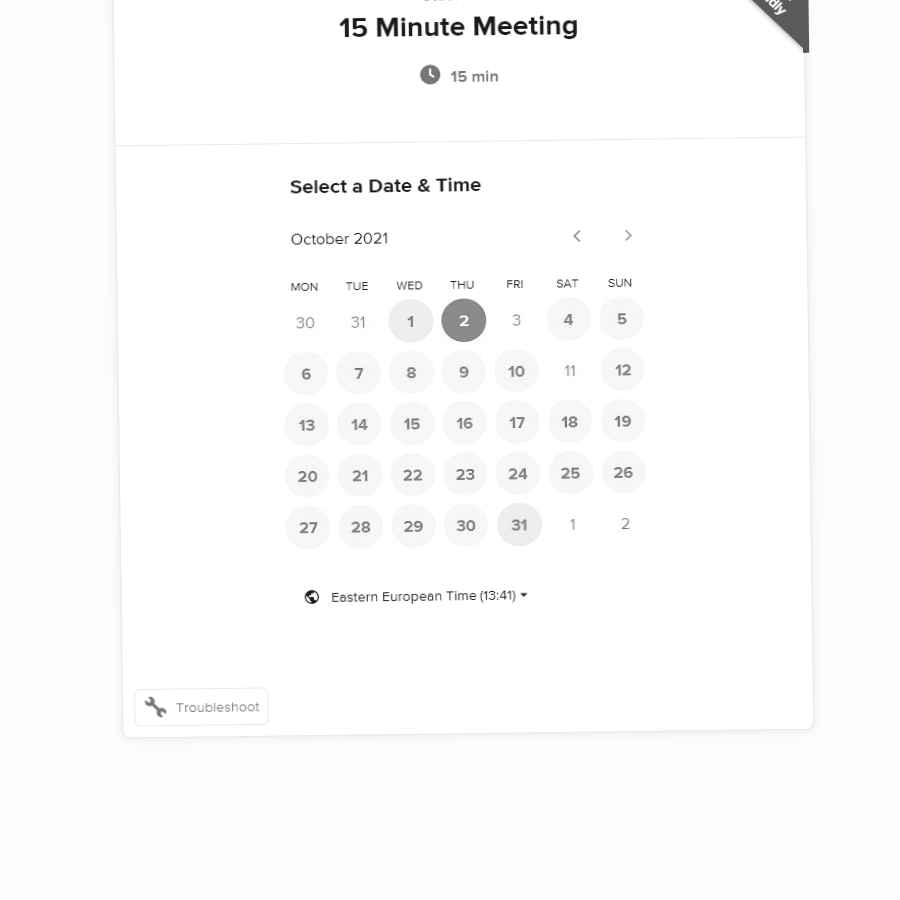 15 Minute Meeting
15 min
Select a Date & Time
October 2021
MON TUE WED THU FRI SAT SUN
30 31 1 2 3 4 5
6 7 8 9 10 11 12
13 14 15 16 17 18 19
20 21 22 23 24 25 26
27 28 29 30 31 1 2
Eastern European Time (13:41)
Troubleshoot